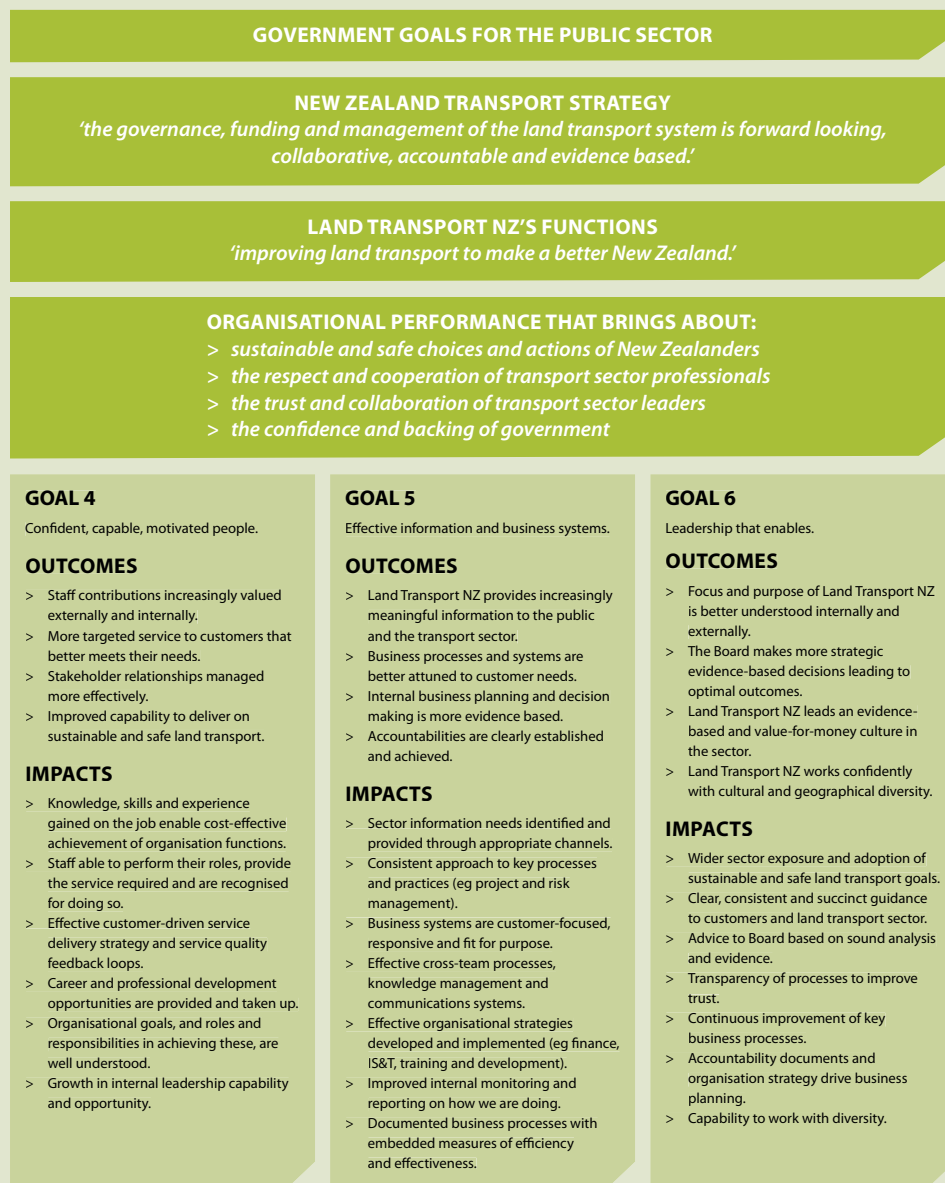 GOVERNMENT GOALS FOR THE PUBLIC SECTOR
NEW ZEALAND TRANSPORT STRATEGY
‘the governance, funding and management of the land transport system is forward looking,
collaborative, accountable and evidence based.’
LAND TRANSPORT NZ’S FUNCTIONS
‘improving land transport to make a better New Zealand.’
ORGANISATIONAL PERFORMANCE THAT BRINGS ABOUT:
> sustainable and safe choices and actions of New Zealanders
> the respect and cooperation of transport sector professionals
> the trust and collaboration of transport sector leaders
> the confidence and backing of government
GOAL 4
Confident, capable, motivated people.
OUTCOMES
> Staff contributions increasingly valued
externally and internally.
> More targeted service to customers that
better meets their needs.
> Stakeholder relationships managed
more effectively.
> Improved capability to deliver on
sustainable and safe land transport.
IMPACTS
> Knowledge, skills and experience
gained on the job enable cost-effective
achievement of organisation functions.
> Staff able to perform their roles, provide
the service required and are recognised
for doing so.
> Effective customer-driven service
delivery strategy and service quality
feedback loops.
> Career and professional development
opportunities are provided and taken up.
> Organisational goals, and roles and
responsibilities in achieving these, are
well understood.
> Growth in internal leadership capability
and opportunity.
GOAL 5
Effective information and business systems.
OUTCOMES
> Land Transport NZ provides increasingly
meaningful information to the public
and the transport sector.
> Business processes and systems are
better attuned to customer needs.
> Internal business planning and decision
making is more evidence based.
> Accountabilities are clearly established
and achieved.
IMPACTS
> Sector information needs identified and
provided through appropriate channels.
> Consistent approach to key processes
and practices (eg project and risk
management).
> Business systems are customer-focused,
responsive and fit for purpose.
> Effective cross-team processes,
knowledge management and
communications systems.
> Effective organisational strategies
developed and implemented (eg finance,
IS&T, training and development).
> Improved internal monitoring and
reporting on how we are doing.
> Documented business processes with
embedded measures of efficiency
and effectiveness.
GOAL 6
Leadership that enables.
OUTCOMES
> Focus and purpose of Land Transport NZ
is better understood internally and
externally.
> The Board makes more strategic
evidence-based decisions leading to
optimal outcomes.
> Land Transport NZ leads an evidence-
based and value-for-money culture in
the sector.
> Land Transport NZ works confidently
with cultural and geographical diversity.
IMPACTS
> Wider sector exposure and adoption of
sustainable and safe land transport goals.
> Clear, consistent and succinct guidance
to customers and land transport sector.
> Advice to Board based on sound analysis
and evidence.
> Transparency of processes to improve
trust.
> Continuous improvement of key
business processes.
> Accountability documents and
organisation strategy drive business
planning.
> Capability to work with diversity.